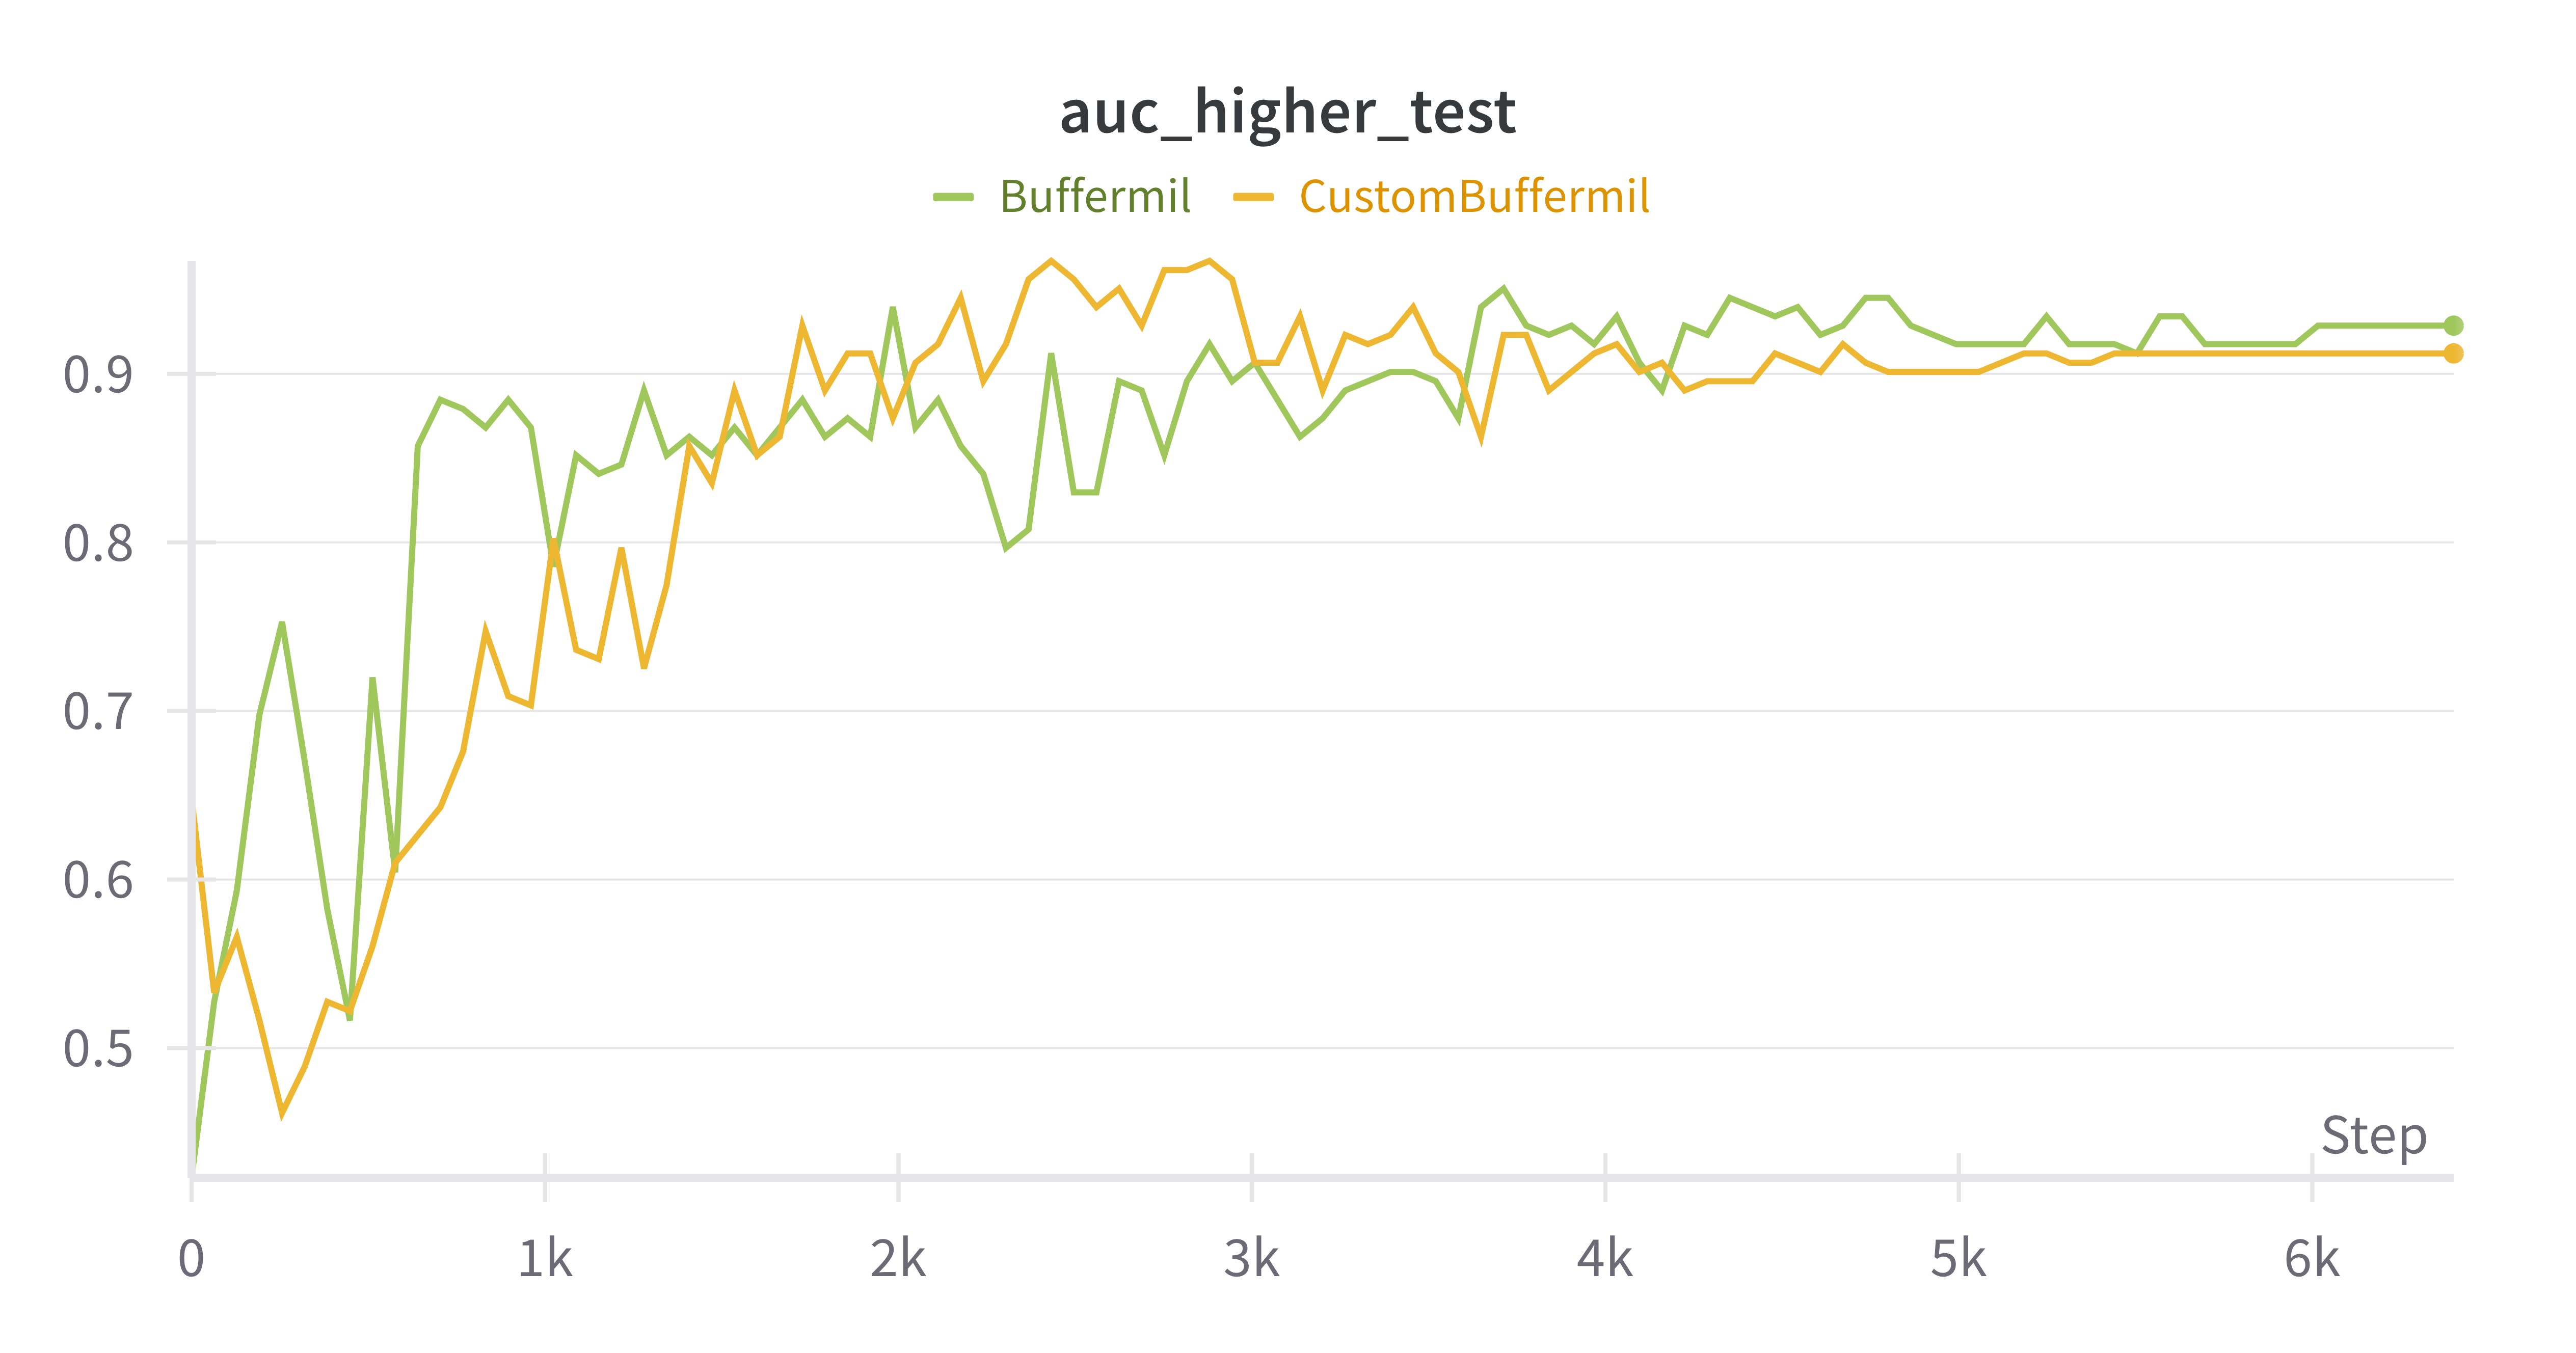 auc_higher_test
Buffermil CustomBuffermil
0.9
0.8
0.7
0.6
0.5
Step
0 1k 2k 3k 4k 5k 6k